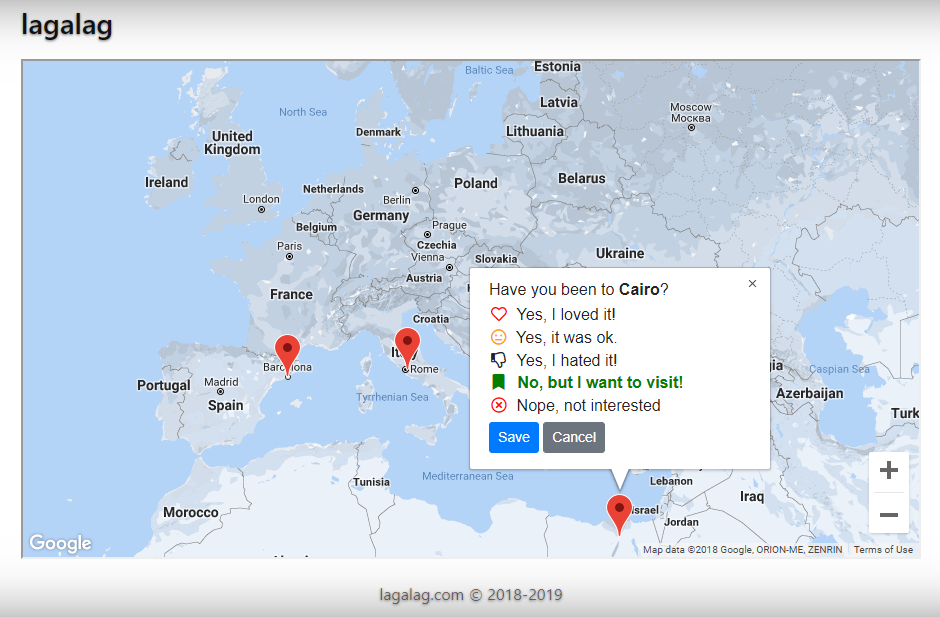 lagalag
Baltic Sea
Estonia
North Sea
Latvia
Moscow
Москва
Denmark
Lithuania
United
Kingdom
Ireland
Netherlands
Poland
Belarus
London
Berlin
Germany
Belgium
Prague
Paris
Czechia
Vienna
Slovakia
Ukraine
Austria
France
Croatia
Have you been to Cairo?
×
Yes, I loved it!
Yes, it was ok.
Yes, I hated it!
No, but I want to visit!
Nope, not interested
Save
Cancel
Barcelona
Rome
Portugal
Madrid
Spain
Tyrrhenian Sea
Caspian Sea
Azerbaijan
Turk
Mediterranean Sea
Tunisia
Lebanon
Iraq
Israel
Jordan
Morocco
+
−
Google
Map data ©2018 Google, ORION-ME, ZENRIN
Terms of Use
lagalag.com © 2018-2019